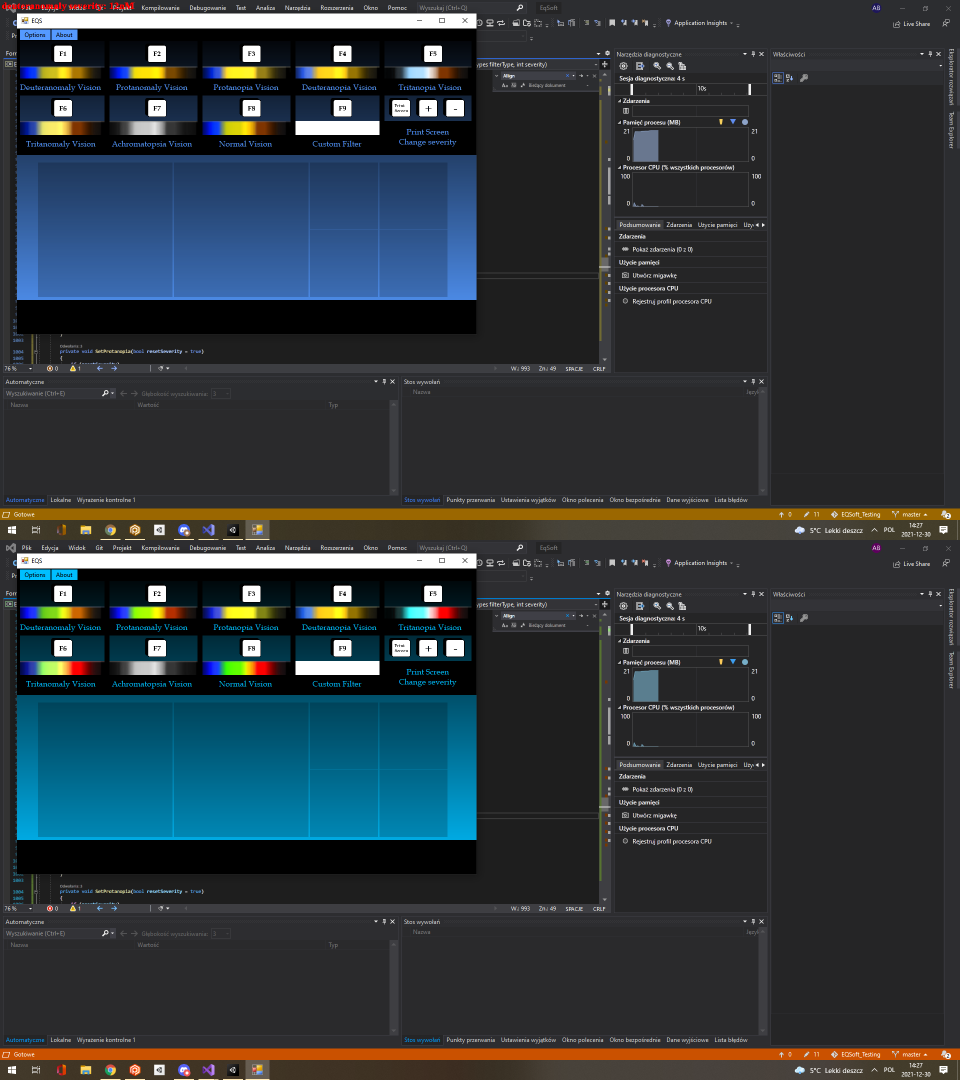 Plik Edycja Widok Git Projekt Kompilowanie Debugowanie Test Analiza Narzędzia Rozszerzenia Okno Pomoc Wyszukaj (Ctrl+Q) EqSoft AB
EQS
Application Insights
Live Share
Options About
F1 F2 F3 F4 F5
Deuteranomaly Vision Protanomaly Vision Protanopia Vision Deuteranopia Vision Tritanopia Vision
F6 F7 F8 F9 Print Screen + -
Tritanomaly Vision Achromatopsia Vision Normal Vision Custom Filter Print Screen
Change severity
ypes filterType, int severity)
Align
Bieżący dokument
Narzędzia diagnostyczne
Sesja diagnostyczna: 4 s
10s
Zdarzenia
Pamięć procesu (MB)
21 21
0 0
Procesor CPU (% wszystkich procesorów)
100 100
0 0
Podsumowanie Zdarzenia Użycie pamięci Uży
Zdarzenia
Pokaż zdarzenia (0 z 0)
Użycie pamięci
Utwórz migawkę
Użycie procesora CPU
Rejestruj profil procesora CPU
Właściwości
Eksplorator rozwiązań
Team Explorer
1004 private void SetProtanopia(bool resetSeverity = true)
1005 {
76 % 0 1 W.: 993 Zn.: 49 SPACJE CRLF
Automatyczne
Wyszukiwanie (Ctrl+E) Głębokość wyszukiwania: 3
Nazwa Wartość Typ
Stos wywołań
Nazwa Język
Automatyczne Lokalne Wyrażenie kontrolne 1
Stos wywołań Punkty przerwania Ustawienia wyjątków Okno polecenia Okno bezpośrednie Dane wyjściowe Lista błędów
Gotowe 0 11 EQSoft_Testing master 2
5°C Lekki deszcz POL 14:27
2021-12-30
Plik Edycja Widok Git Projekt Kompilowanie Debugowanie Test Analiza Narzędzia Rozszerzenia Okno Pomoc Wyszukaj (Ctrl+Q) EqSoft AB
EQS
Application Insights
Live Share
Options About
F1 F2 F3 F4 F5
Deuteranomaly Vision Protanomaly Vision Protanopia Vision Deuteranopia Vision Tritanopia Vision
F6 F7 F8 F9 Print Screen + -
Tritanomaly Vision Achromatopsia Vision Normal Vision Custom Filter Print Screen
Change severity
ypes filterType, int severity)
Align
Bieżący dokument
Narzędzia diagnostyczne
Sesja diagnostyczna: 4 s
10s
Zdarzenia
Pamięć procesu (MB)
21 21
0 0
Procesor CPU (% wszystkich procesorów)
100 100
0 0
Podsumowanie Zdarzenia Użycie pamięci Uży
Zdarzenia
Pokaż zdarzenia (0 z 0)
Użycie pamięci
Utwórz migawkę
Użycie procesora CPU
Rejestruj profil procesora CPU
Właściwości
Eksplorator rozwiązań
Team Explorer
1004 private void SetProtanopia(bool resetSeverity = true)
1005 {
76 % 0 1 W.: 993 Zn.: 49 SPACJE CRLF
Automatyczne
Wyszukiwanie (Ctrl+E) Głębokość wyszukiwania: 3
Nazwa Wartość Typ
Stos wywołań
Nazwa Język
Automatyczne Lokalne Wyrażenie kontrolne 1
Stos wywołań Punkty przerwania Ustawienia wyjątków Okno polecenia Okno bezpośrednie Dane wyjściowe Lista błędów
Gotowe 0 11 EQSoft_Testing master 2
5°C Lekki deszcz POL 14:27
2021-12-30